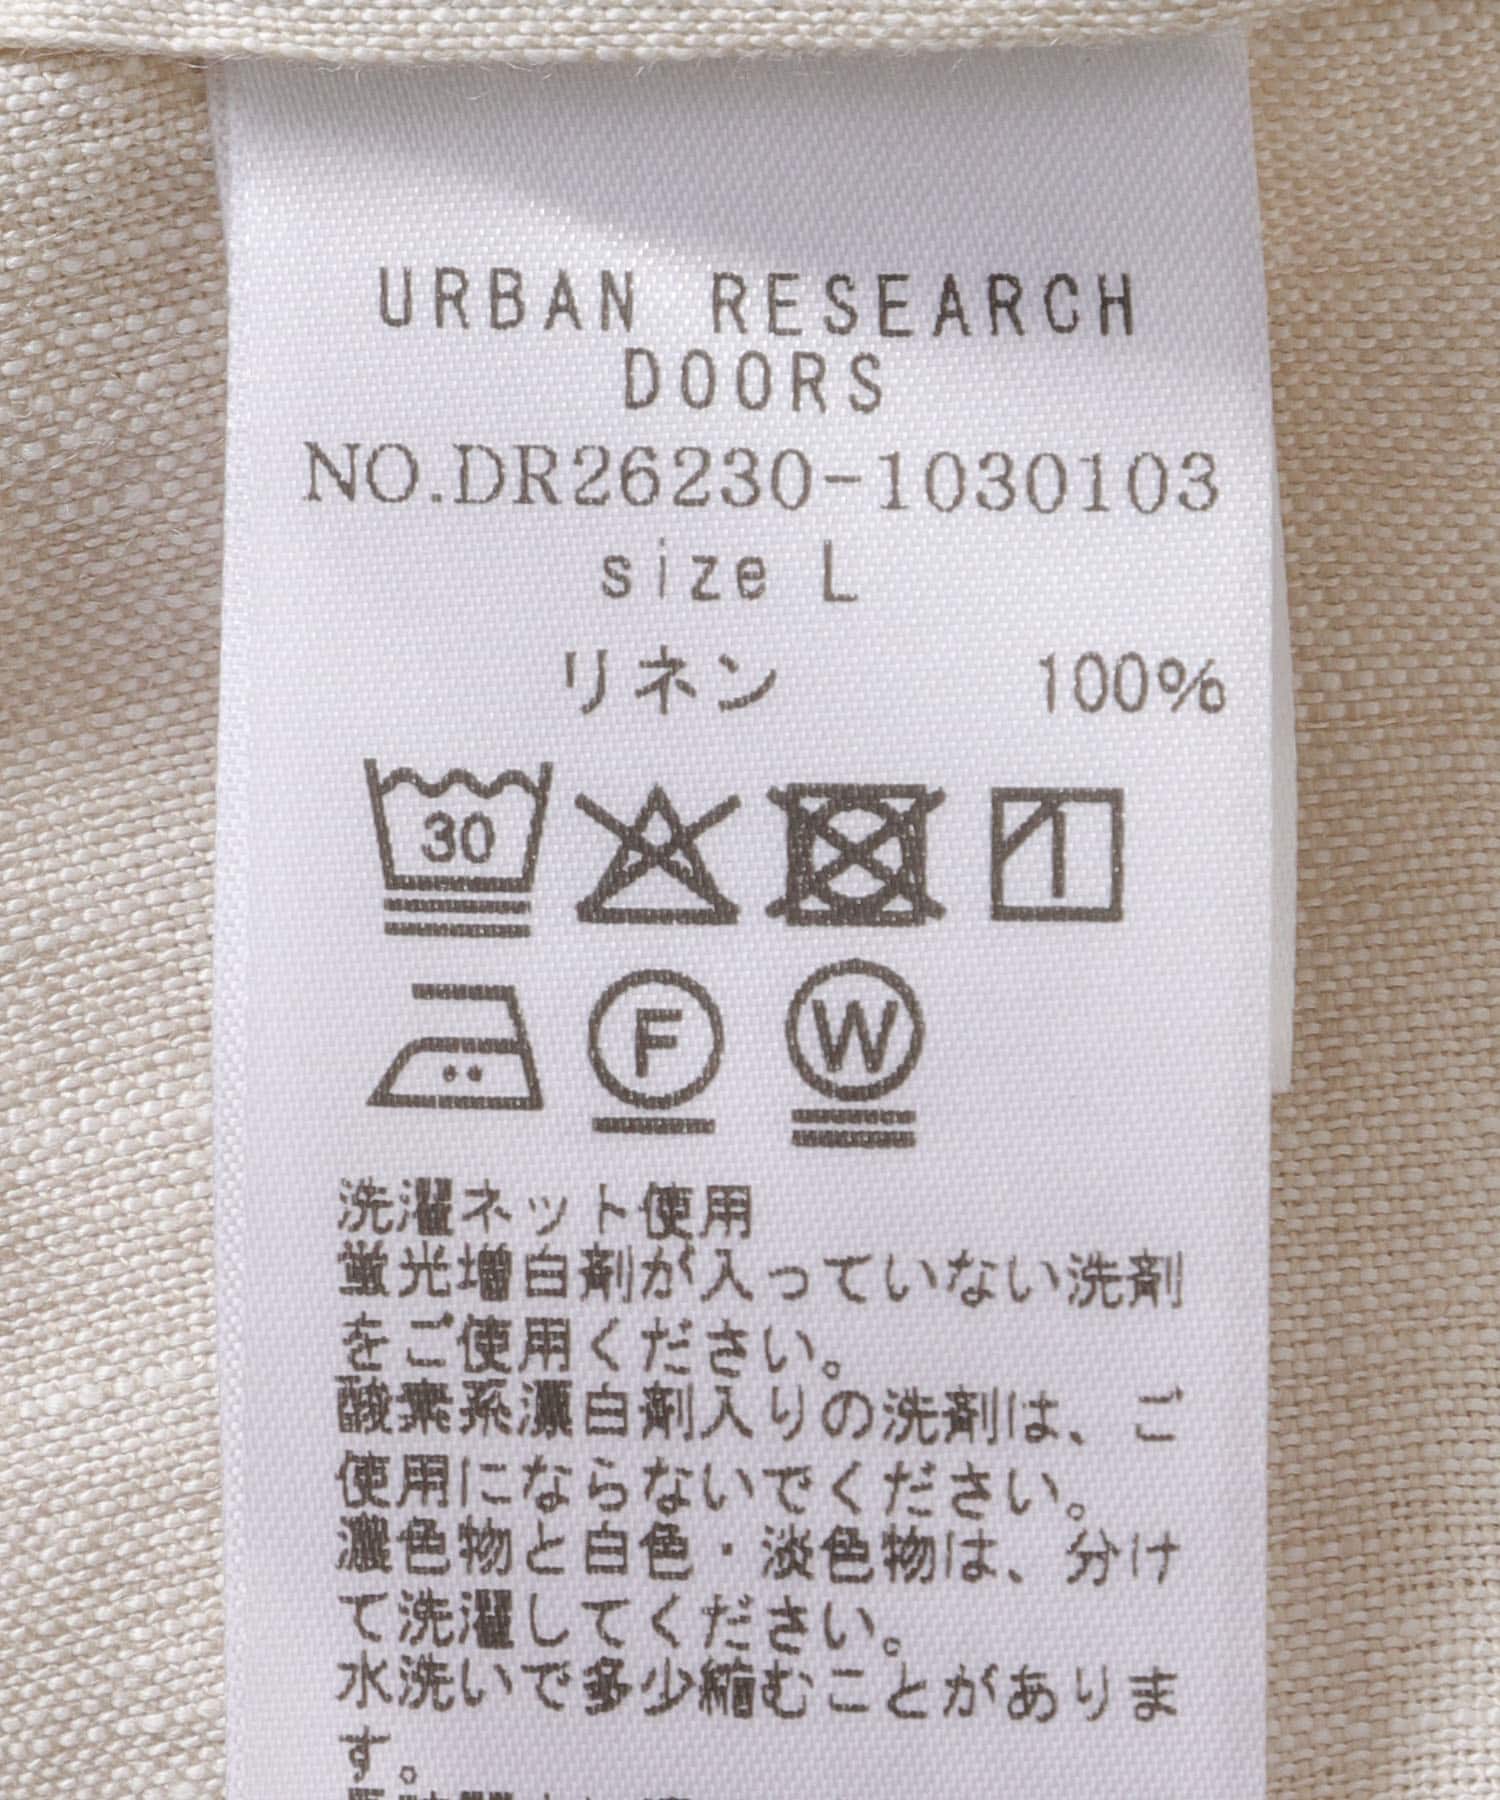 URBAN RESEARCH
DOORS
NO.DR26230-1030103
size L
リネン 100%
30
F
W
洗濯ネット使用
蛍光増白剤が入っていない洗剤
をご使用ください。
酸素系漂白剤入りの洗剤は、ご
使用にならないでください。
濃色物と白色・淡色物は、分け
て洗濯してください。
水洗いで多少縮むことがありま
す。